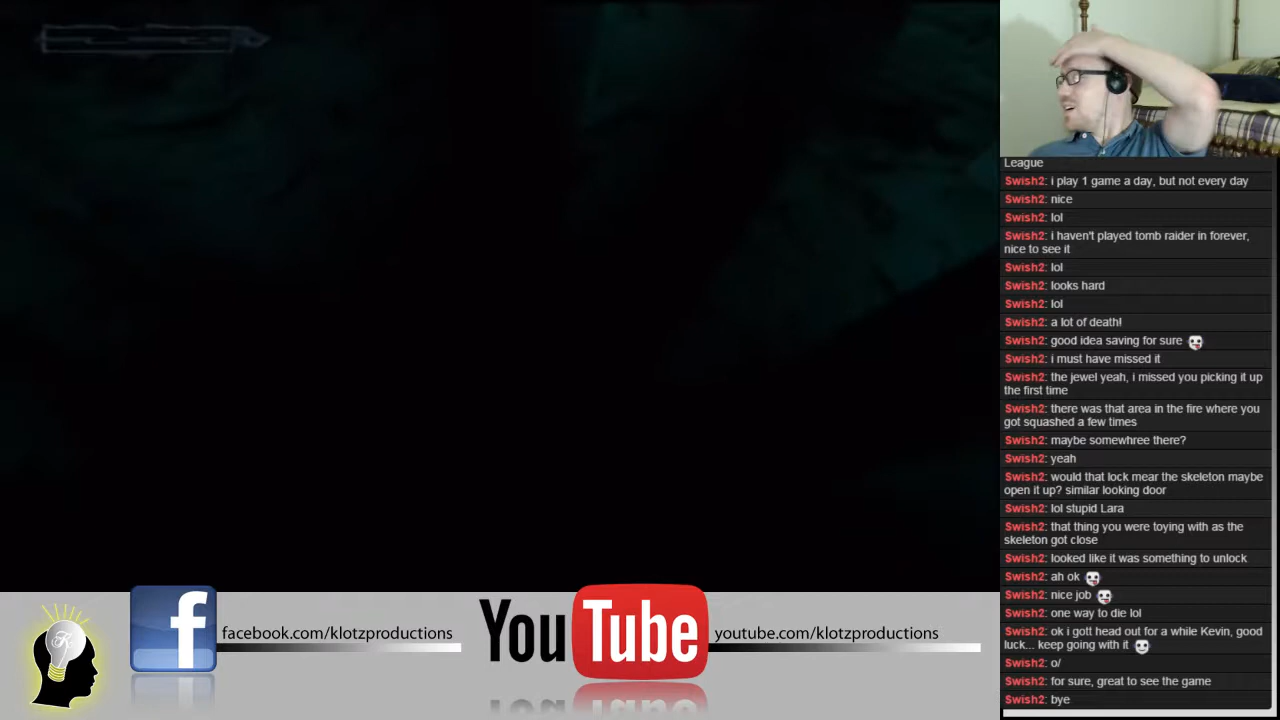 League
Swish2: i play 1 game a day, but not every day
Swish2: nice
Swish2: lol
Swish2: i haven't played tomb raider in forever,
nice to see it
Swish2: lol
Swish2: looks hard
Swish2: lol
Swish2: a lot of death!
Swish2: good idea saving for sure
Swish2: i must have missed it
Swish2: the jewel yeah, i missed you picking it up
the first time
Swish2: there was that area in the fire where you
got squashed a few times
Swish2: maybe somewhree there?
Swish2: yeah
Swish2: would that lock mear the skeleton maybe
open it up? similar looking door
Swish2: lol stupid Lara
Swish2: that thing you were toying with as the
skeleton got close
Swish2: looked like it was something to unlock
Swish2: ah ok
Swish2: nice job
Swish2: one way to die lol
Swish2: ok i gott head out for a while Kevin, good
luck... keep going with it
Swish2: o/
Swish2: for sure, great to see the game
Swish2: bye
f
facebook.com/klotzproductions
YouTube
youtube.com/klotzproductions